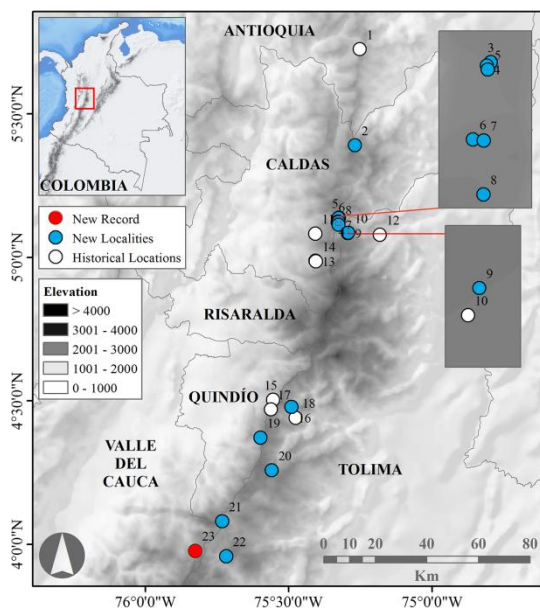 ANTIOQUIA
1
3
5
4
5°30'0"N
2
6 7
COLOMBIA
CALDAS
8
New Record
New Localities
Historical Locations
5
6
8
7
11
10
12
4
9
5°0'0"N
14
13
9
10
Elevation
> 4000
3001 - 4000
2001 - 3000
1001 - 2000
0 - 1000
RISARALDA
4°30'0"N
QUINDÍO
15
17
18
16
19
VALLE
DEL
CAUCA
TOLIMA
20
21
23
22
4°0'0"N
0 10 20 40 60 80
Km
76°0'0"W 75°30'0"W 75°0'0"W